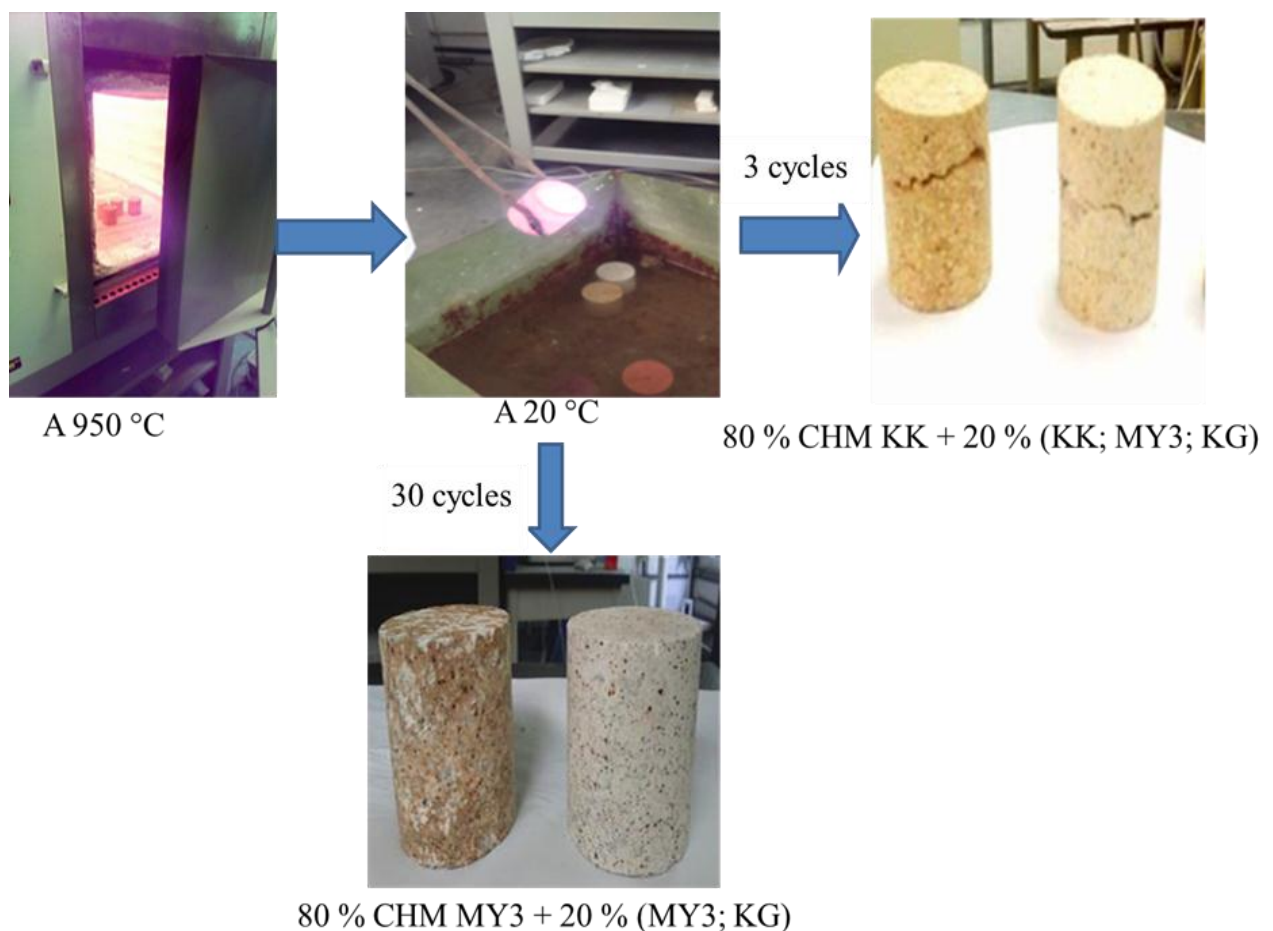 3 cycles
A 950 °C
A 20 °C
80 % CHM KK + 20 % (KK; MY3; KG)
30 cycles
80 % CHM MY3 + 20 % (MY3; KG)